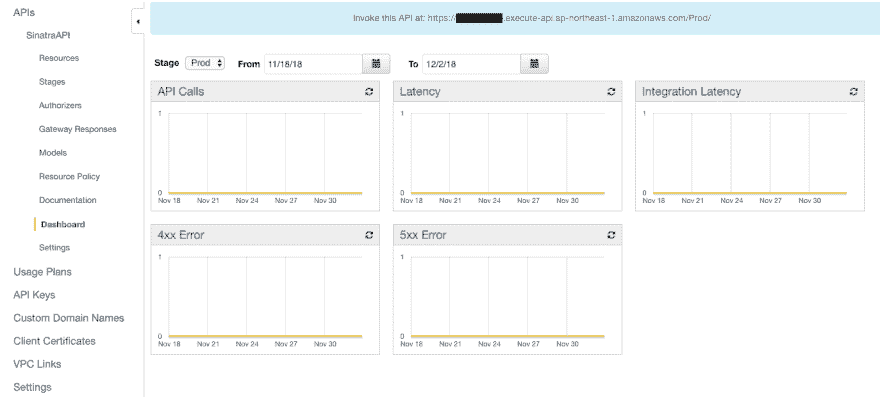 APIs
SinatraAPI
Resources
Stages
Authorizers
Gateway Responses
Models
Resource Policy
Documentation
Dashboard
Settings
Usage Plans
API Keys
Custom Domain Names
Client Certificates
VPC Links
Settings
Invoke this API at: https:// .execute-api.ap-northeast-1.amazonaws.com/Prod/
Stage Prod From 11/18/18 To 12/2/18
API Calls
1
0
Nov 18 Nov 21 Nov 24 Nov 27 Nov 30
Latency
1
0
Nov 18 Nov 21 Nov 24 Nov 27 Nov 30
Integration Latency
1
0
Nov 18 Nov 21 Nov 24 Nov 27 Nov 30
4xx Error
1
0
Nov 18 Nov 21 Nov 24 Nov 27 Nov 30
5xx Error
1
0
Nov 18 Nov 21 Nov 24 Nov 27 Nov 30